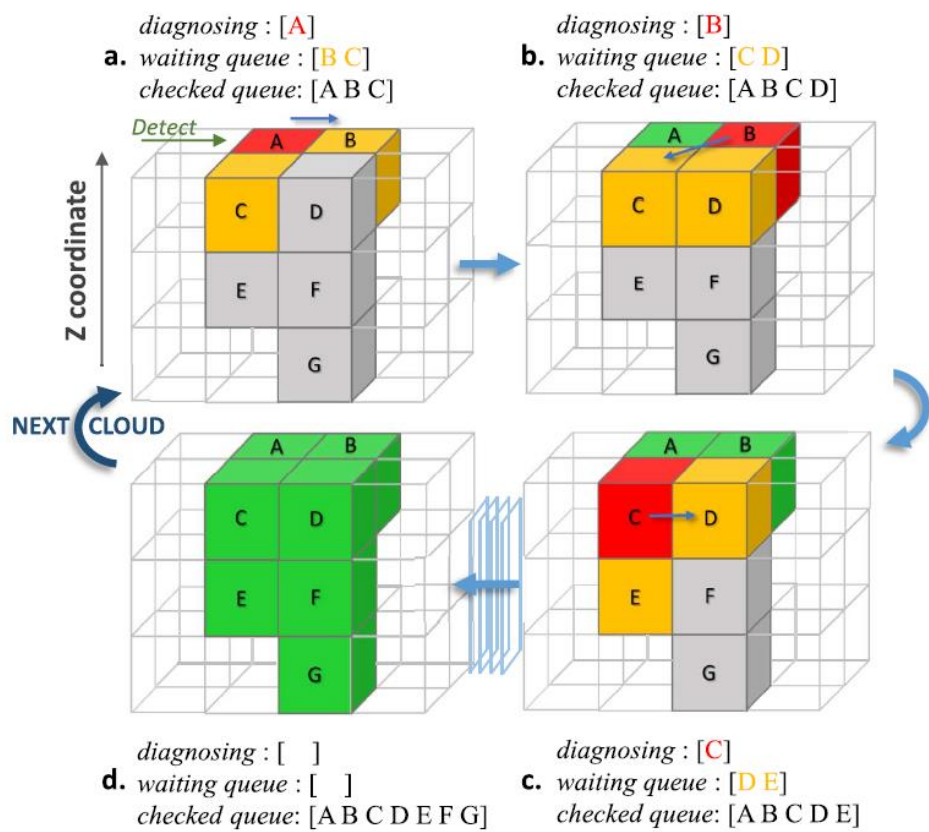 diagnosing : [A]
a. waiting queue : [B C]
checked queue: [A B C]
diagnosing : [B]
b. waiting queue : [C D]
checked queue: [A B C D]
Detect
Z coordinate
A
B
C
D
E
F
G
A
B
C
D
E
F
G
NEXT CLOUD
A
B
C
D
E
F
G
A
B
C
D
E
F
G
diagnosing : [ ]
d. waiting queue : [ ]
checked queue: [A B C D E F G]
diagnosing : [C]
c. waiting queue : [D E]
checked queue: [A B C D E]